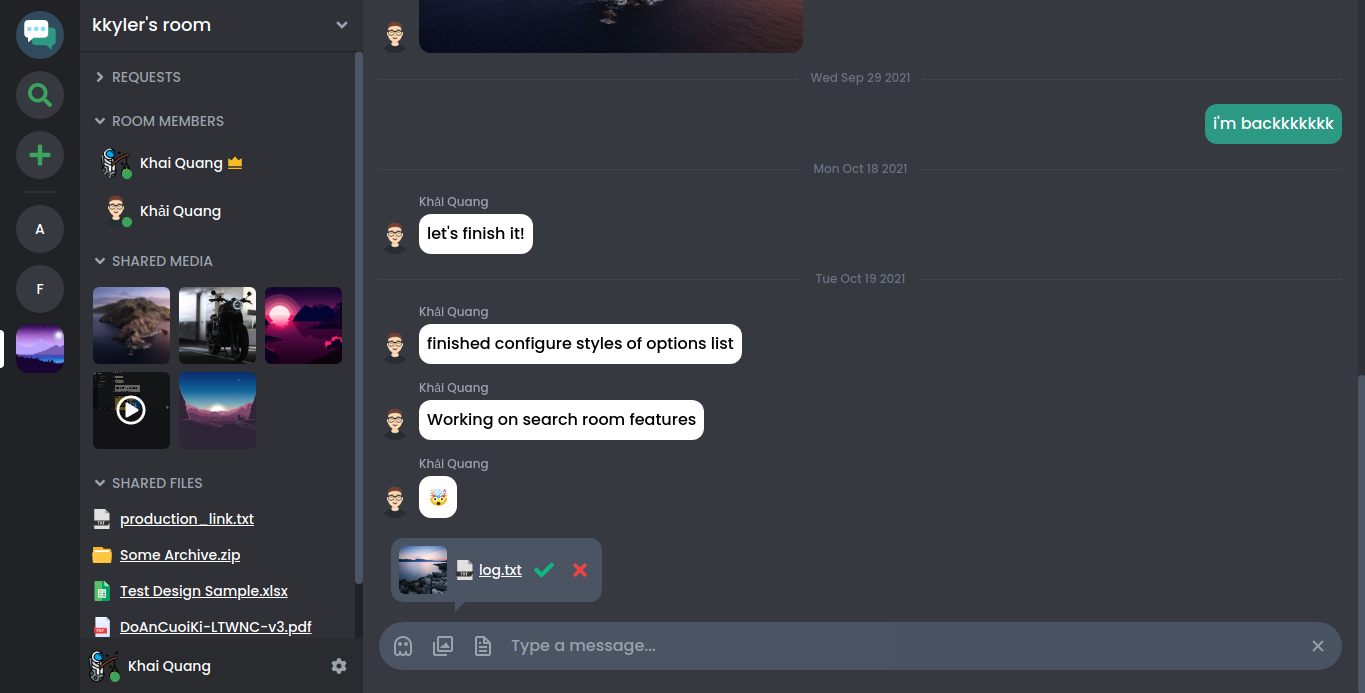 kkyler's room
REQUESTS
ROOM MEMBERS
Khai Quang
Khải Quang
A
F
SHARED MEDIA
SHARED FILES
production_link.txt
Some Archive.zip
Test Design Sample.xlsx
DoAnCuoiKi-LTWNC-v3.pdf
Khai Quang
Wed Sep 29 2021
i'm backkkkkkk
Mon Oct 18 2021
Khải Quang
let's finish it!
Tue Oct 19 2021
Khải Quang
finished configure styles of options list
Khải Quang
Working on search room features
Khải Quang
🤯
log.txt
Type a message...